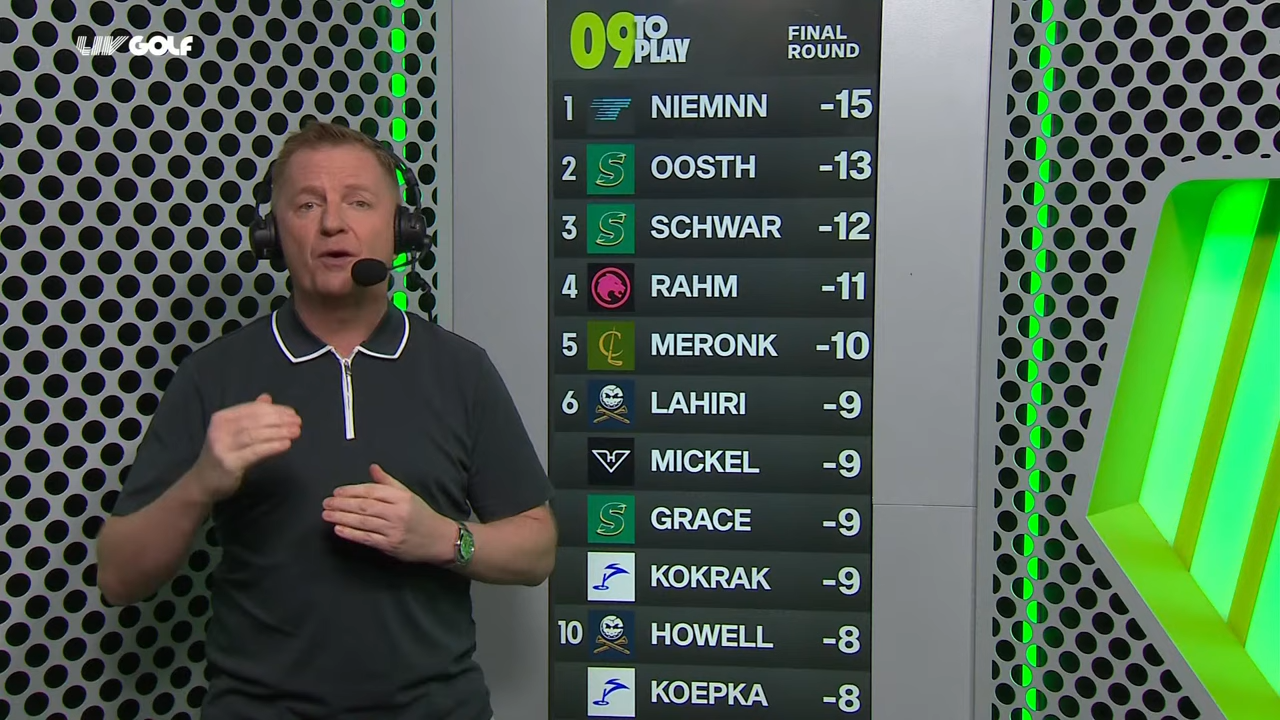 LIV GOLF
09 TO PLAY
FINAL ROUND
1 NIEMNN -15
2 S OOSTH -13
3 S SCHWAR -12
4 RAHM -11
5 MERONK -10
6 LAHIRI -9
MICKEL -9
S GRACE -9
KOKRAK -9
10 HOWELL -8
KOEPKA -8